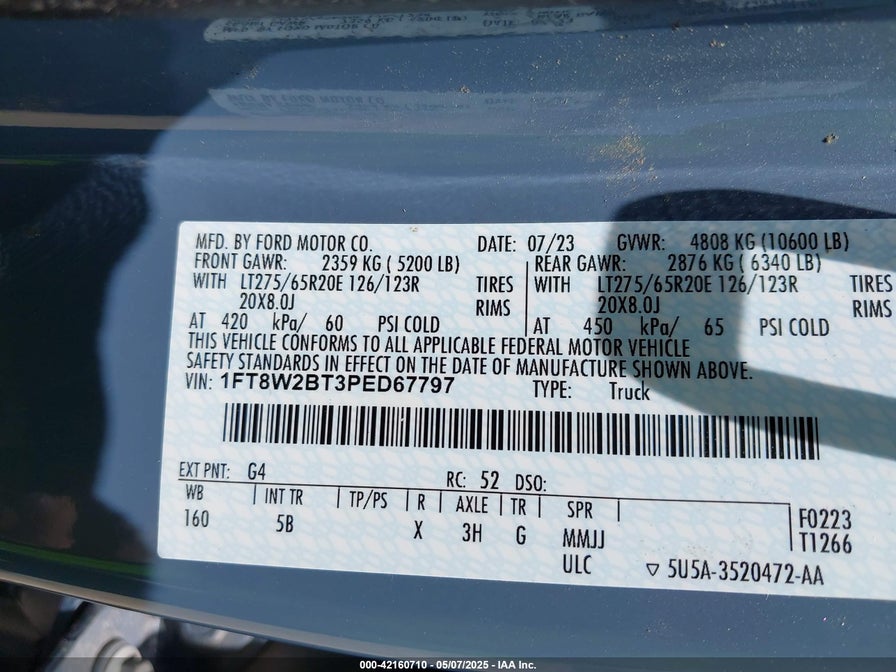 MFD. BY FORD MOTOR CO. DATE: 07/23 GVWR: 4808 KG (10600 LB)
FRONT GAWR: 2359 KG ( 5200 LB) REAR GAWR: 2876 KG ( 6340 LB)
WITH LT275/65R20E 126/123R TIRES WITH LT275/65R20E 126/123R TIRES
20X8.0J RIMS 20X8.0J RIMS
AT 420 kPa/ 60 PSI COLD AT 450 kPa/ 65 PSI COLD
THIS VEHICLE CONFORMS TO ALL APPLICABLE FEDERAL MOTOR VEHICLE
SAFETY STANDARDS IN EFFECT ON THE DATE OF MANUFACTURE SHOWN ABOVE.
VIN: 1FT8W2BT3PED67797 TYPE: Truck
EXT PNT: G4 RC: 52 DSO:
WB INT TR TP/PS R AXLE TR SPR F0223
160 5B X 3H G MMJJ T1266
ULC ▽ 5U5A-3520472-AA
000-42160710 — 05/07/2025 — IAA Inc.